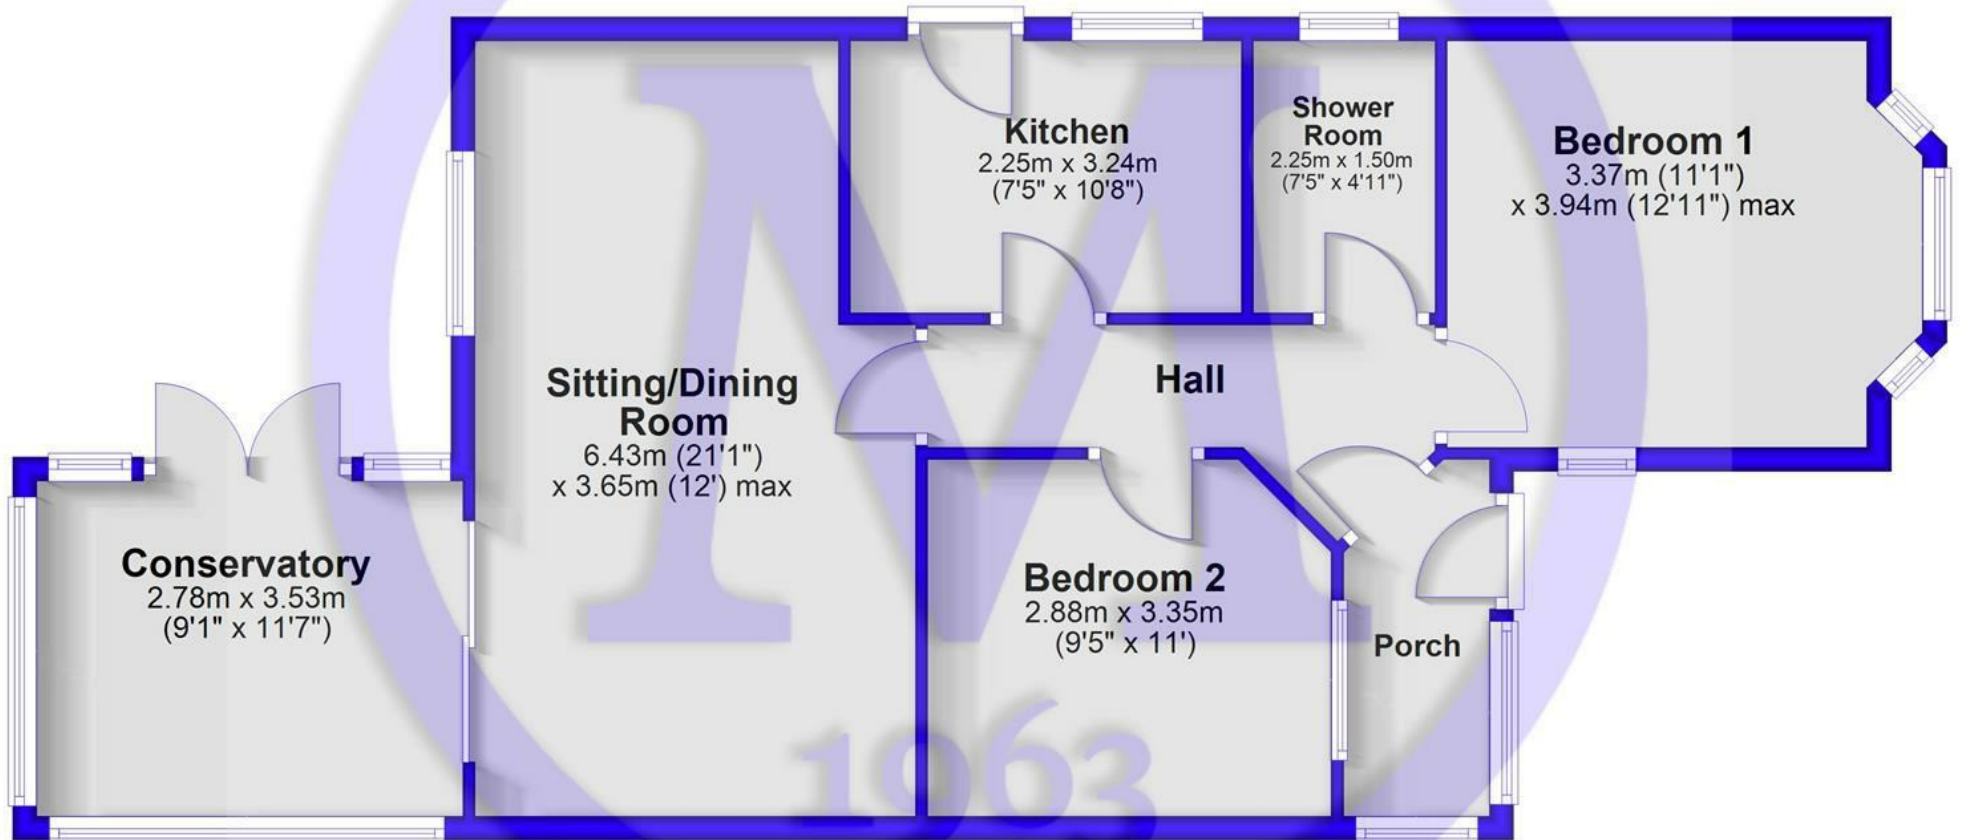 Kitchen
2.25m x 3.24m
(7'5" x 10'8")
Shower
Room
2.25m x 1.50m
(7'5" x 4'11")
Bedroom 1
3.37m (11'1")
x 3.94m (12'11") max
Sitting/Dining
Room
6.43m (21'1")
x 3.65m (12') max
Hall
Conservatory
2.78m x 3.53m
(9'1" x 11'7")
Bedroom 2
2.88m x 3.35m
(9'5" x 11')
Porch
M
1963